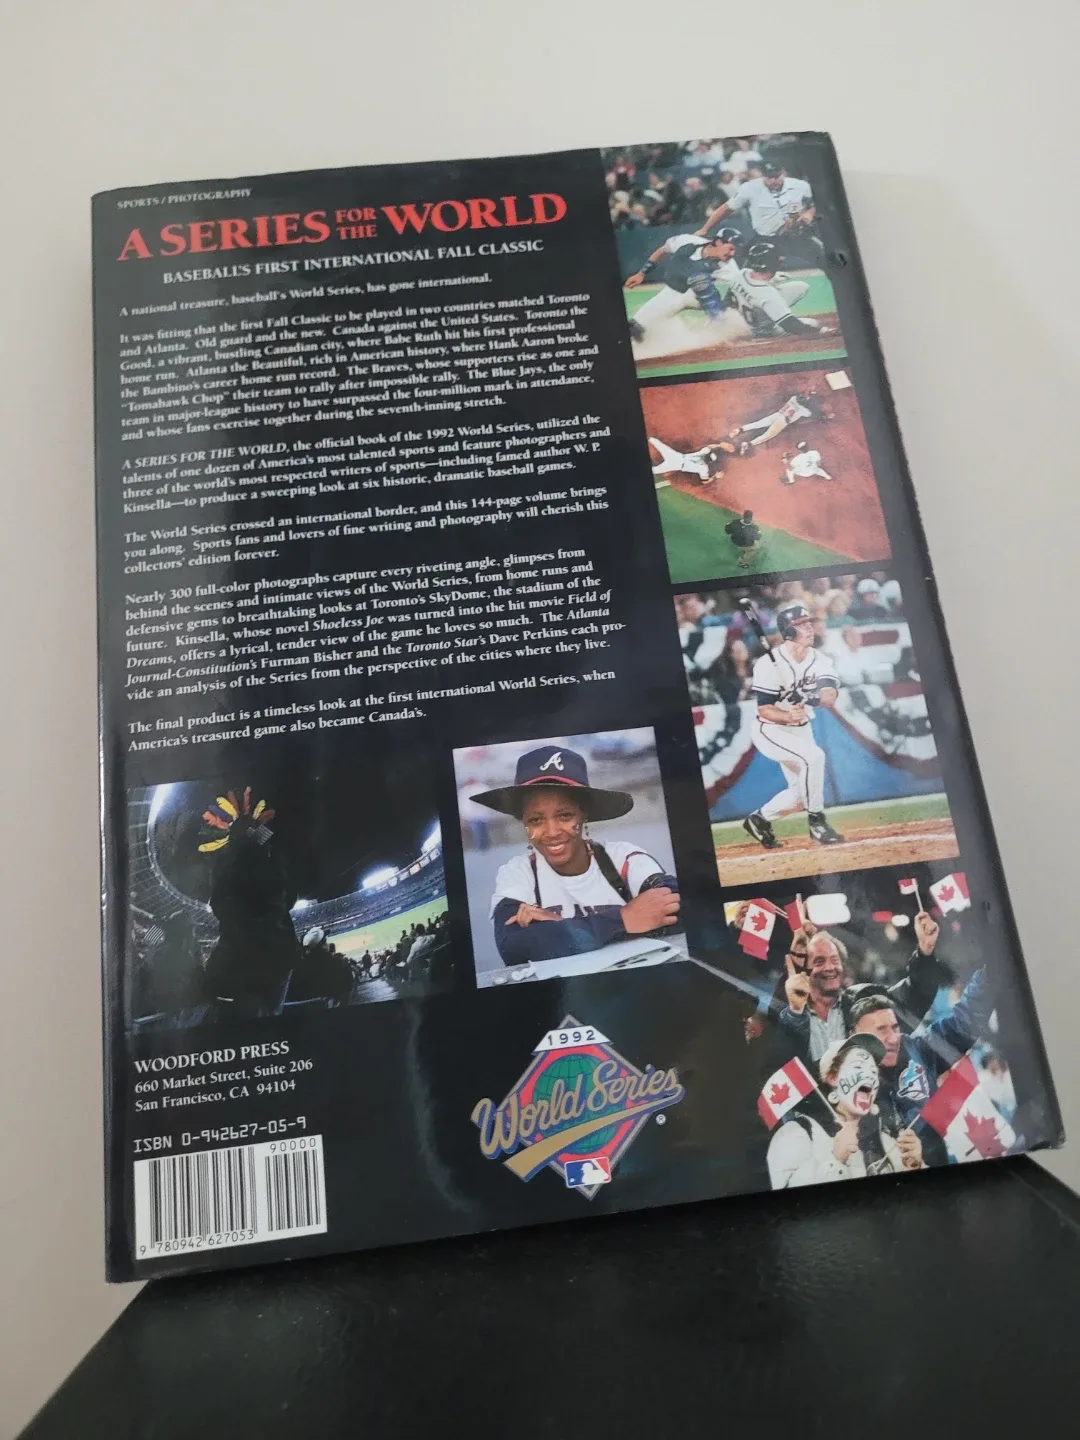 SPORTS / PHOTOGRAPHY
A SERIES FOR THE WORLD
BASEBALL'S FIRST INTERNATIONAL FALL CLASSIC
A national treasure, baseball's World Series, has gone international.
It was fitting that the first Fall Classic to be played in two countries matched Toronto
and Atlanta. Old guard and the new. Canada against the United States. Toronto the
Good, a vibrant, bustling Canadian city, where Babe Ruth hit his first professional
home run. Atlanta the Beautiful, rich in American history, where Hank Aaron broke
the Bambino's career home run record. The Braves, whose supporters rise as one and
"Tomahawk Chop" their team to rally after impossible rally. The Blue Jays, the only
team in major-league history to have surpassed the four-million mark in attendance,
and whose fans exercise together during the seventh-inning stretch.
A SERIES FOR THE WORLD, the official book of the 1992 World Series, utilized the
talents of one dozen of America's most talented sports and feature photographers and
three of the world's most respected writers of sports—including famed author W. P.
Kinsella—to produce a sweeping look at six historic, dramatic baseball games.
The World Series crossed an international border, and this 144-page volume brings
you along. Sports fans and lovers of fine writing and photography will cherish this
collectors' edition forever.
Nearly 300 full-color photographs capture every riveting angle, glimpses from
behind the scenes and intimate views of the World Series, from home runs and
defensive gems to breathtaking looks at Toronto's SkyDome, the stadium of the
future. Kinsella, whose novel Shoeless Joe was turned into the hit movie Field of
Dreams, offers a lyrical, tender view of the game he loves so much. The Atlanta
Journal-Constitution's Furman Bisher and the Toronto Star's Dave Perkins each pro-
vide an analysis of the Series from the perspective of the cities where they live.
The final product is a timeless look at the first international World Series, when
America's treasured game also became Canada's.
A
Braves
BLUE
WOODFORD PRESS
660 Market Street, Suite 206
San Francisco, CA 94104
1992
World Series
ISBN 0-942627-05-9
90000
9 780942 627053